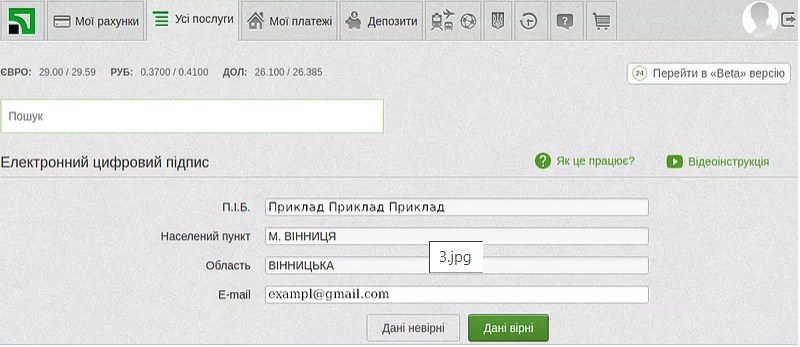 Мої рахунки Усі послуги Мої платежі Депозити
ЄВРО: 29.00 / 29.59 РУБ: 0.3700 / 0.4100 ДОЛ: 26.100 / 26.385 24 Перейти в «Beta» версію
Пошук
Електронний цифровий підпис Як це працює? Відеоінструкція
П.І.Б. Приклад Приклад Приклад
Населений пункт М. ВІННИЦЯ
3.jpg
Область ВІННИЦЬКА
E-mail exampl@gmail.com
Дані невірні Дані вірні